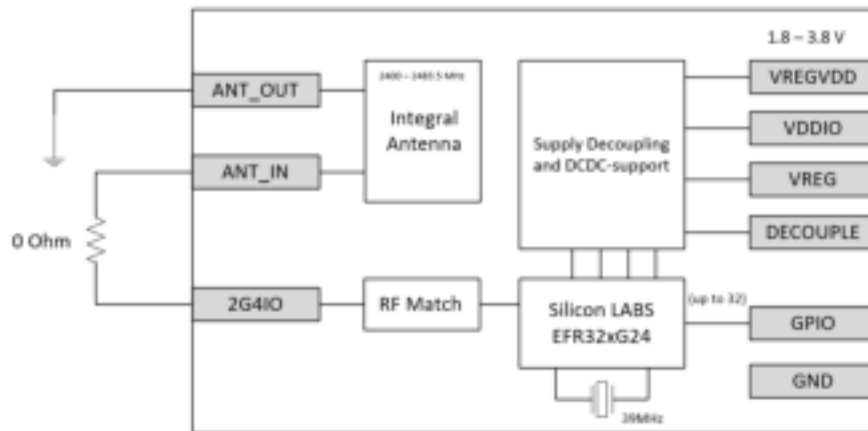 1.8 – 3.8 V
ANT_OUT
2400 – 2483.5 MHz
Integral
Antenna
ANT_IN
Supply Decoupling
and DCDC-support
VREGVDD
VDDIO
VREG
DECOUPLE
0 Ohm
2G4IO
RF Match
Silicon LABS
EFR32xG24
(up to 32)
GPIO
GND
39MHz